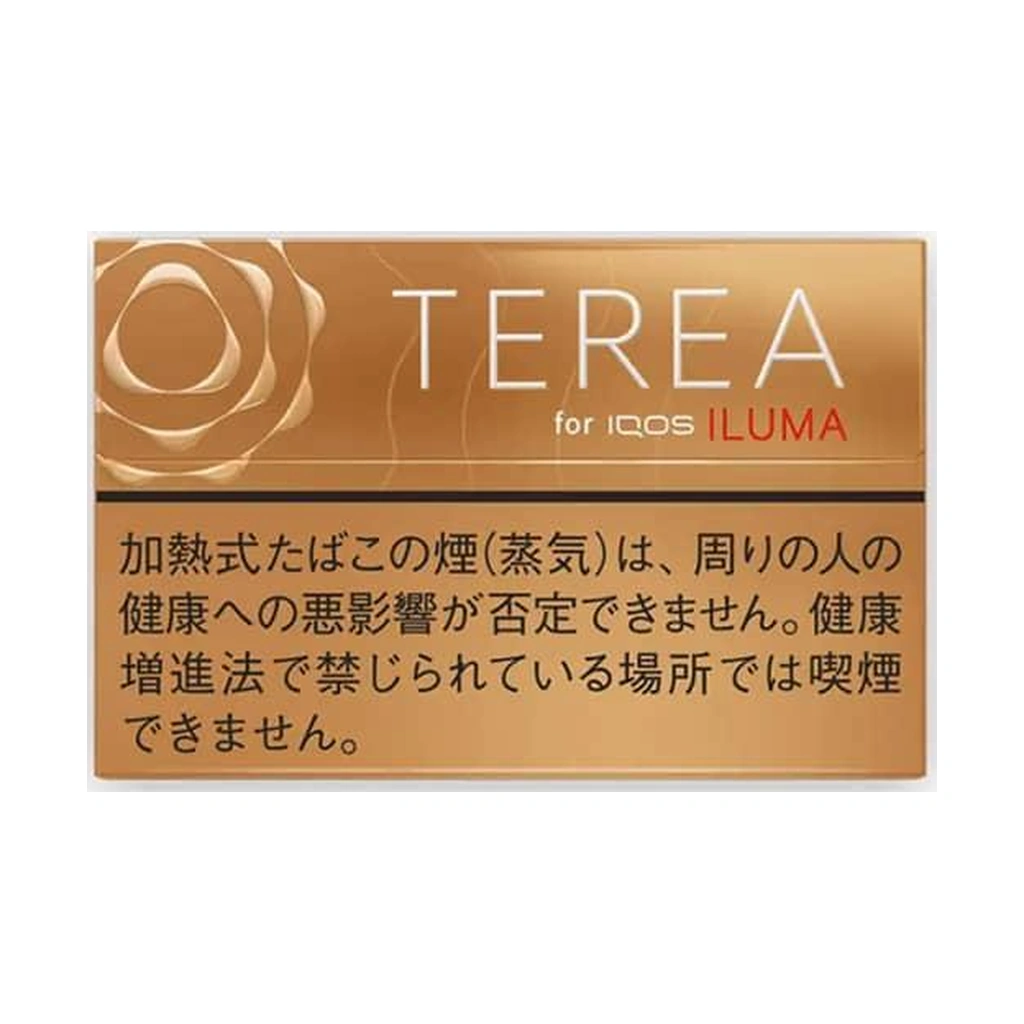 TEREA
for IQOS ILUMA
加熱式たばこの煙(蒸気)は、周りの人の
健康への悪影響が否定できません。健康
増進法で禁じられている場所では喫煙
できません。